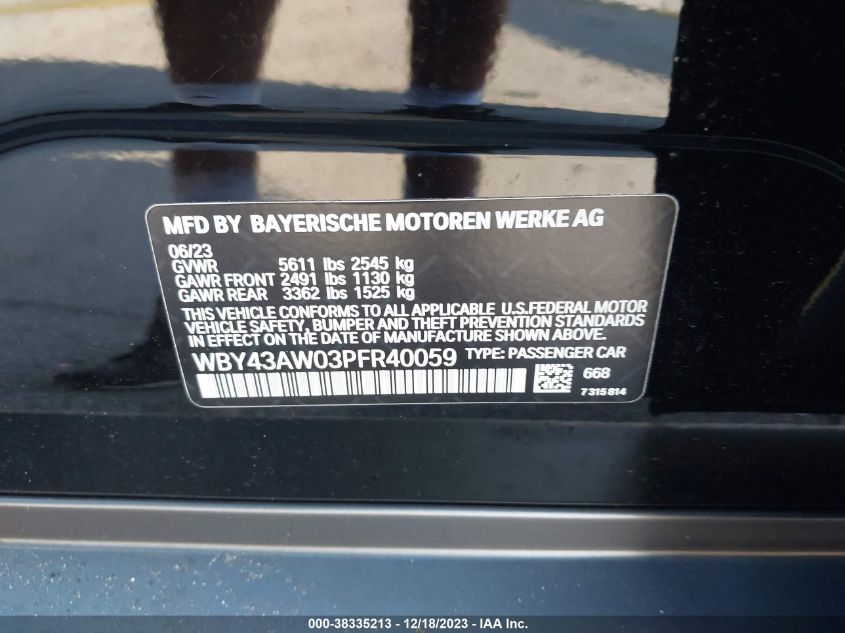 MFD BY BAYERISCHE MOTOREN WERKE AG
06/23
GVWR 5611 lbs 2545 kg
GAWR FRONT 2491 lbs 1130 kg
GAWR REAR 3362 lbs 1525 kg
THIS VEHICLE CONFORMS TO ALL APPLICABLE U.S.FEDERAL MOTOR
VEHICLE SAFETY, BUMPER AND THEFT PREVENTION STANDARDS
IN EFFECT ON THE DATE OF MANUFACTURE SHOWN ABOVE.
WBY43AW03PFR40059 TYPE: PASSENGER CAR
668
7315814
000-38335213 - 12/18/2023 - IAA Inc.